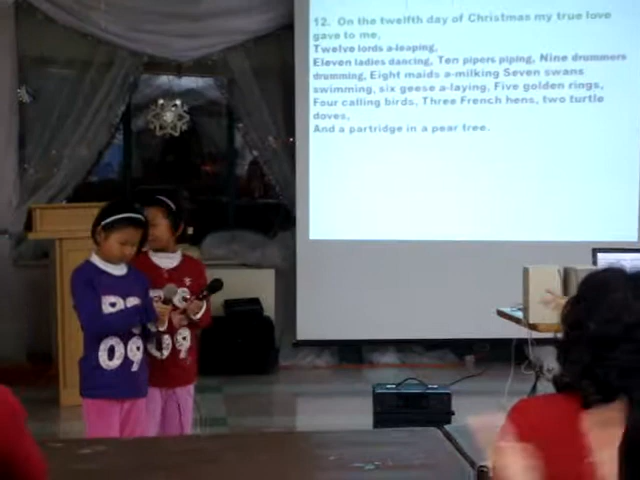 12. On the twelfth day of Christmas my true love
gave to me,
Twelve lords a-leaping,
Eleven ladies dancing, Ten pipers piping, Nine drummers
drumming, Eight maids a-milking Seven swans
swimming, six geese a-laying, Five golden rings,
Four calling birds, Three French hens, two turtle
doves,
And a partridge in a pear tree.
09
09